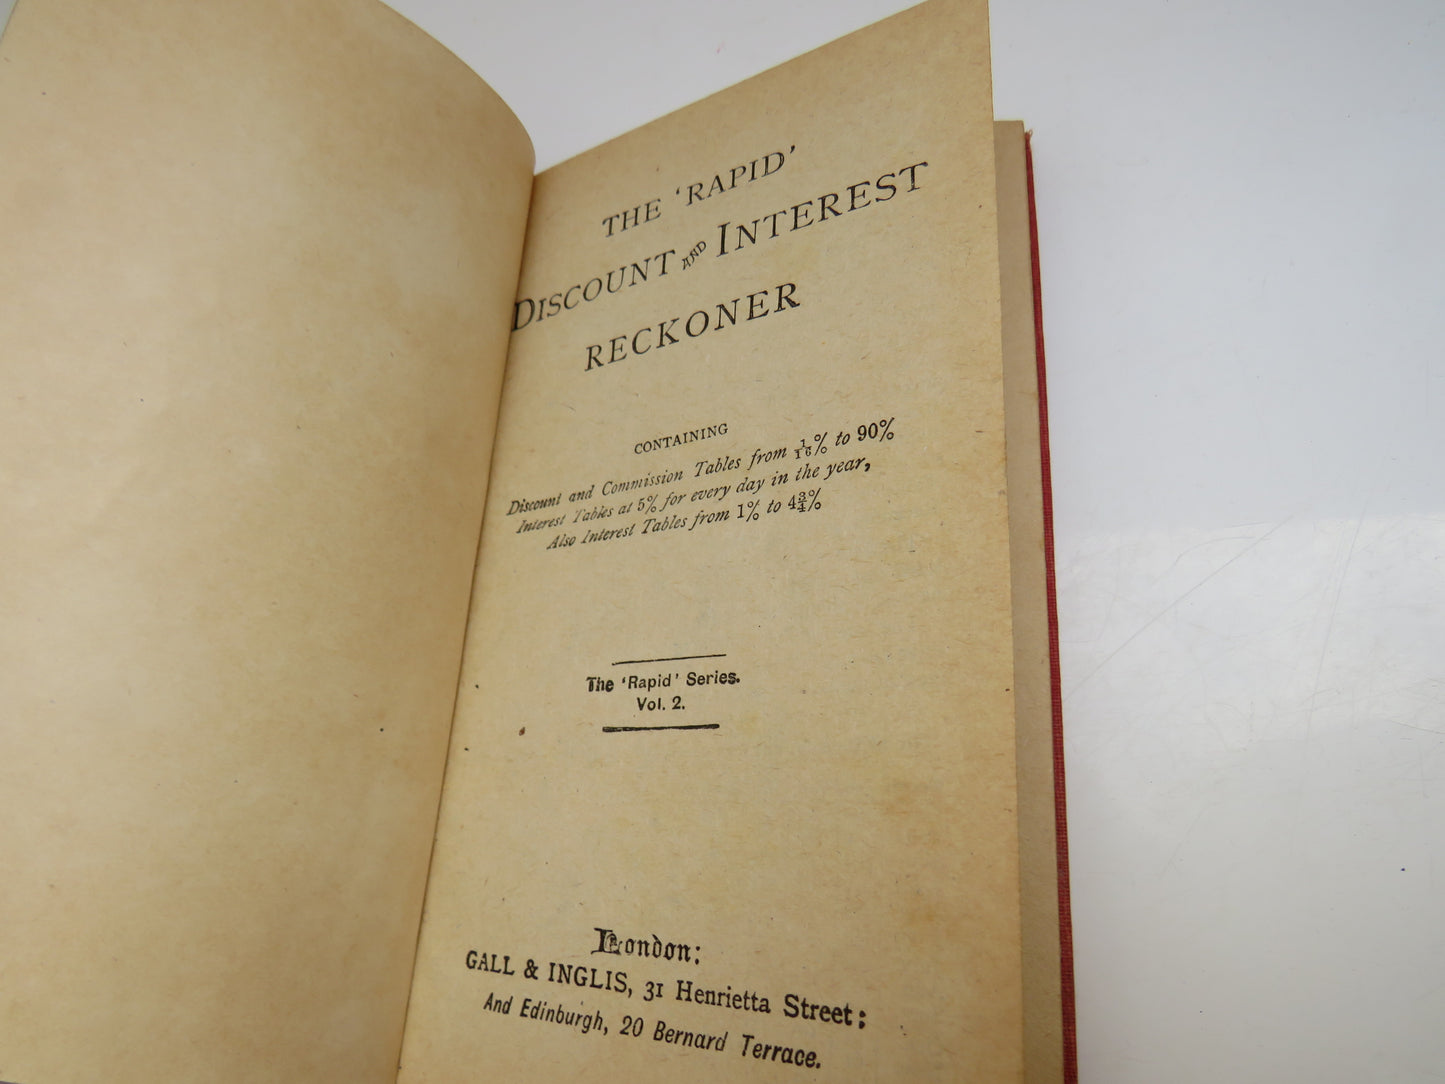 THE ‘RAPID’
DISCOUNT AND INTEREST
RECKONER
CONTAINING
Discount and Commission Tables from 1/16% to 90%
Interest Tables at 5% for every day in the year,
Also Interest Tables from 1% to 4¾%
The ‘Rapid’ Series.
Vol. 2.
London:
GALL & INGLIS, 31 Henrietta Street;
And Edinburgh, 20 Bernard Terrace.